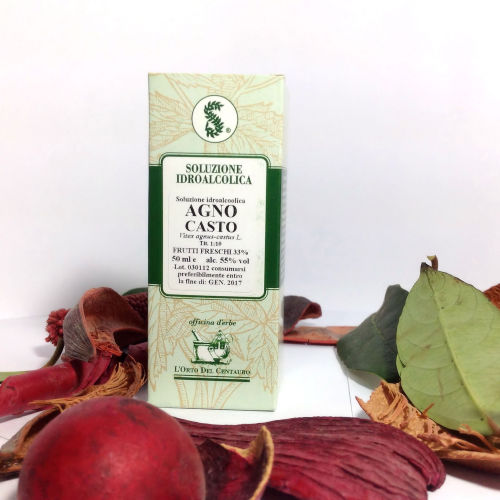 ®
SOLUZIONE
IDROALCOLICA
Soluzione idroalcoolica
AGNO
CASTO
Vitex agnus-castus L.
Tit. 1:10
FRUTTI FRESCHI 33%
50 ml e alc. 55% vol
Lot. 030112 consumarsi
preferibilmente entro
la fine di: GEN. 2017
officina d'erbe
L'ORTO DEL CENTAURO